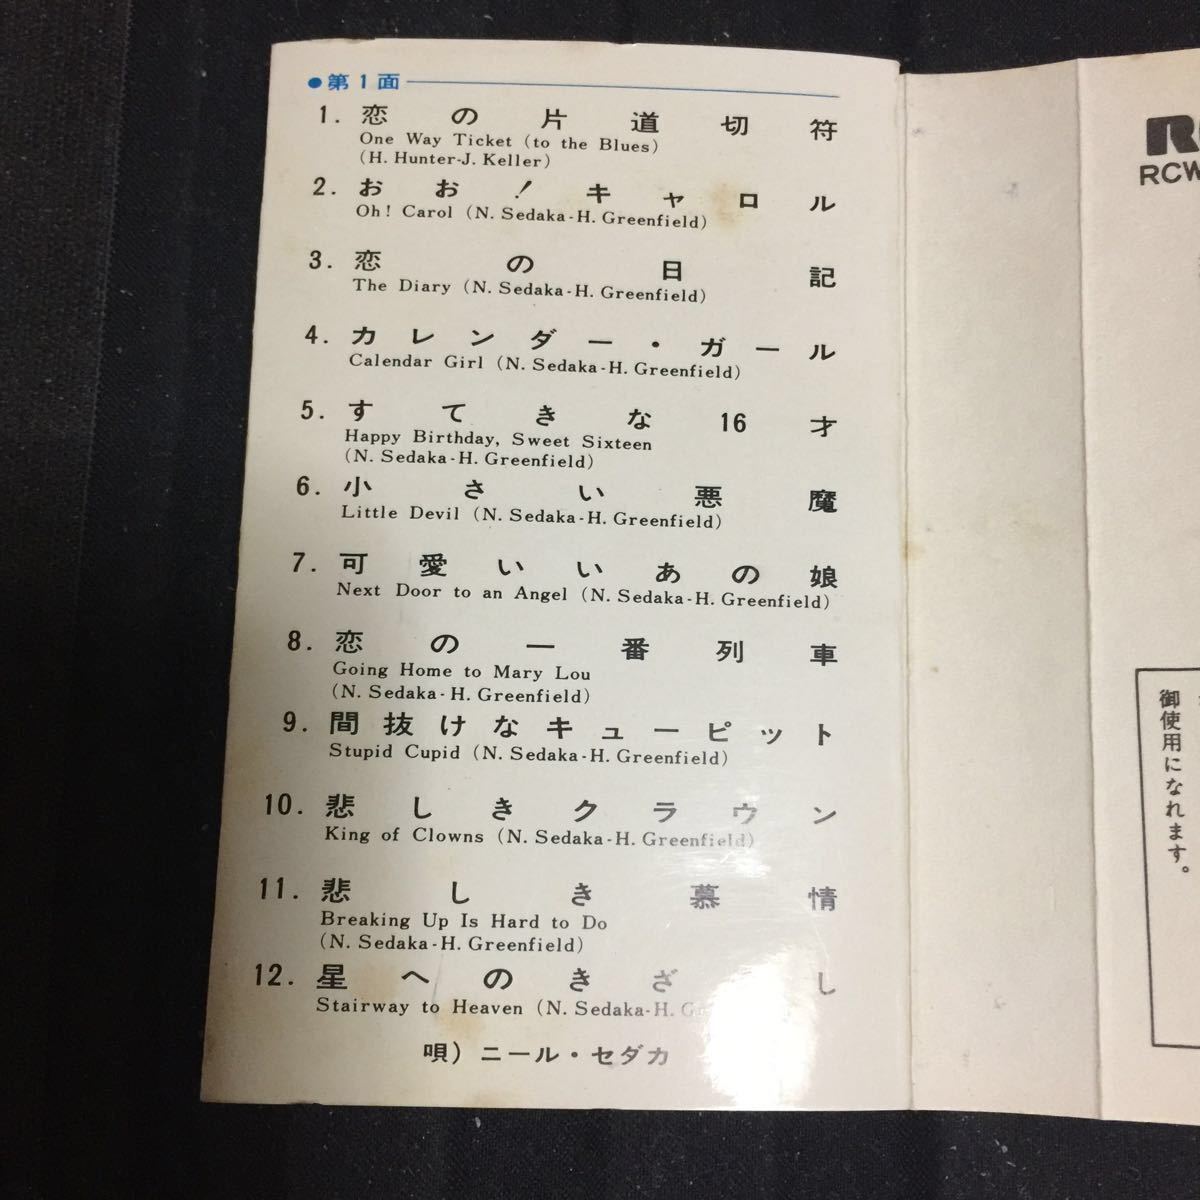 ●第1面
1. 恋の片道切符
One Way Ticket (to the Blues)
(H. Hunter-J. Keller)
2. おお!キャロル
Oh! Carol (N. Sedaka-H. Greenfield)
3. 恋の日記
The Diary (N. Sedaka-H. Greenfield)
4. カレンダー・ガール
Calendar Girl (N. Sedaka-H. Greenfield)
5. すてきな16才
Happy Birthday, Sweet Sixteen
(N. Sedaka-H. Greenfield)
6. 小さい悪魔
Little Devil (N. Sedaka-H. Greenfield)
7. 可愛いいあの娘
Next Door to an Angel (N. Sedaka-H. Greenfield)
8. 恋の一番列車
Going Home to Mary Lou
(N. Sedaka-H. Greenfield)
9. 間抜けなキューピット
Stupid Cupid (N. Sedaka-H. Greenfield)
10. 悲しきクラウン
King of Clowns (N. Sedaka-H. Greenfield)
11. 悲しき慕情
Breaking Up Is Hard to Do
(N. Sedaka-H. Greenfield)
12. 星へのきざし
Stairway to Heaven (N. Sedaka-H.
唄) ニール・セダカ
RCW
御使用になれます。